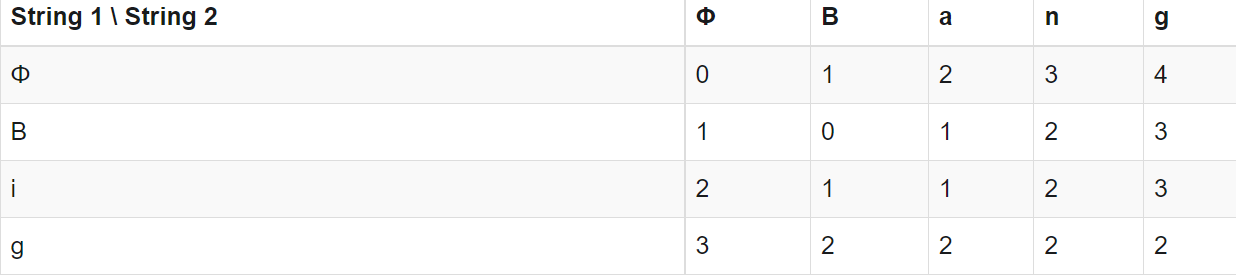 String 1 \ String 2 Φ B a n g
Φ 0 1 2 3 4
B 1 0 1 2 3
i 2 1 1 2 3
g 3 2 2 2 2